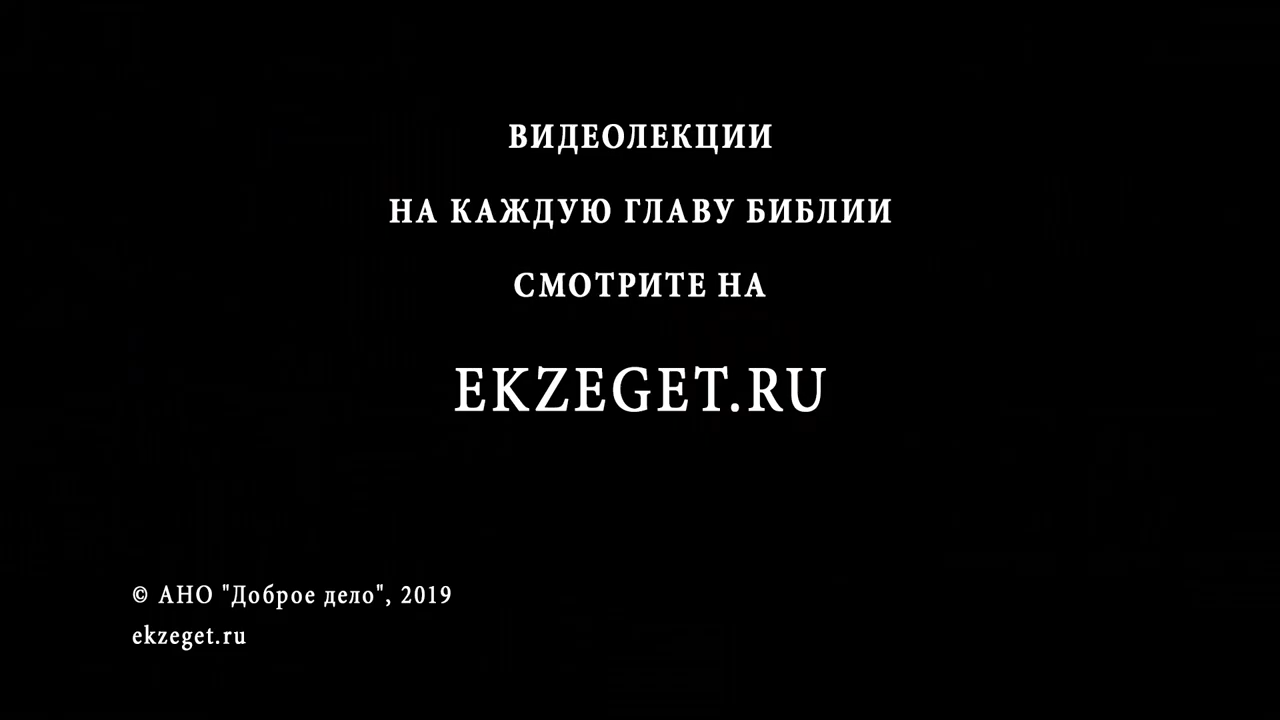 ВИДЕОЛЕКЦИИ
НА КАЖДУЮ ГЛАВУ БИБЛИИ
СМОТРИТЕ НА
EKZEGET.RU
© АНО "Доброе дело", 2019
ekzeget.ru